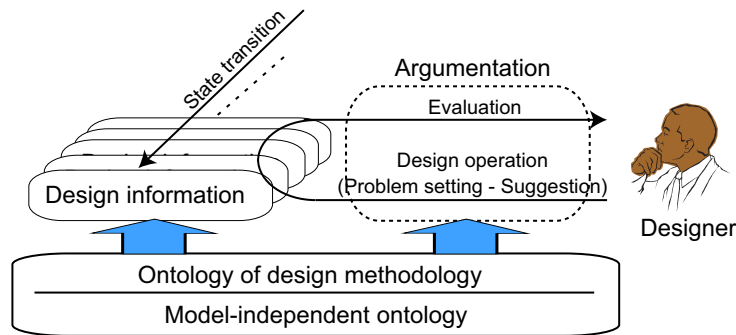 State transition
Argumentation
Evaluation
Design operation
(Problem setting - Suggestion)
Design information
Designer
Ontology of design methodology
Model-independent ontology